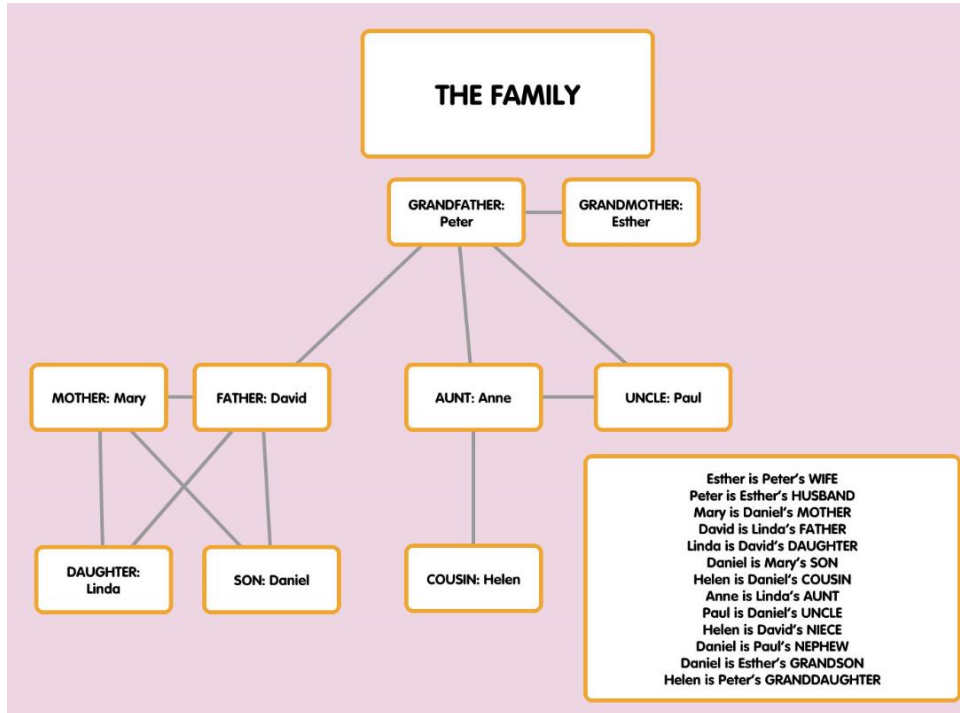 THE FAMILY
GRANDFATHER:
Peter
GRANDMOTHER:
Esther
MOTHER: Mary
FATHER: David
AUNT: Anne
UNCLE: Paul
DAUGHTER:
Linda
SON: Daniel
COUSIN: Helen
Esther is Peter's WIFE
Peter is Esther's HUSBAND
Mary is Daniel's MOTHER
David is Linda's FATHER
Linda is David's DAUGHTER
Daniel is Mary's SON
Helen is Daniel's COUSIN
Anne is Linda's AUNT
Paul is Daniel's UNCLE
Helen is David's NIECE
Daniel is Paul's NEPHEW
Daniel is Esther's GRANDSON
Helen is Peter's GRANDDAUGHTER